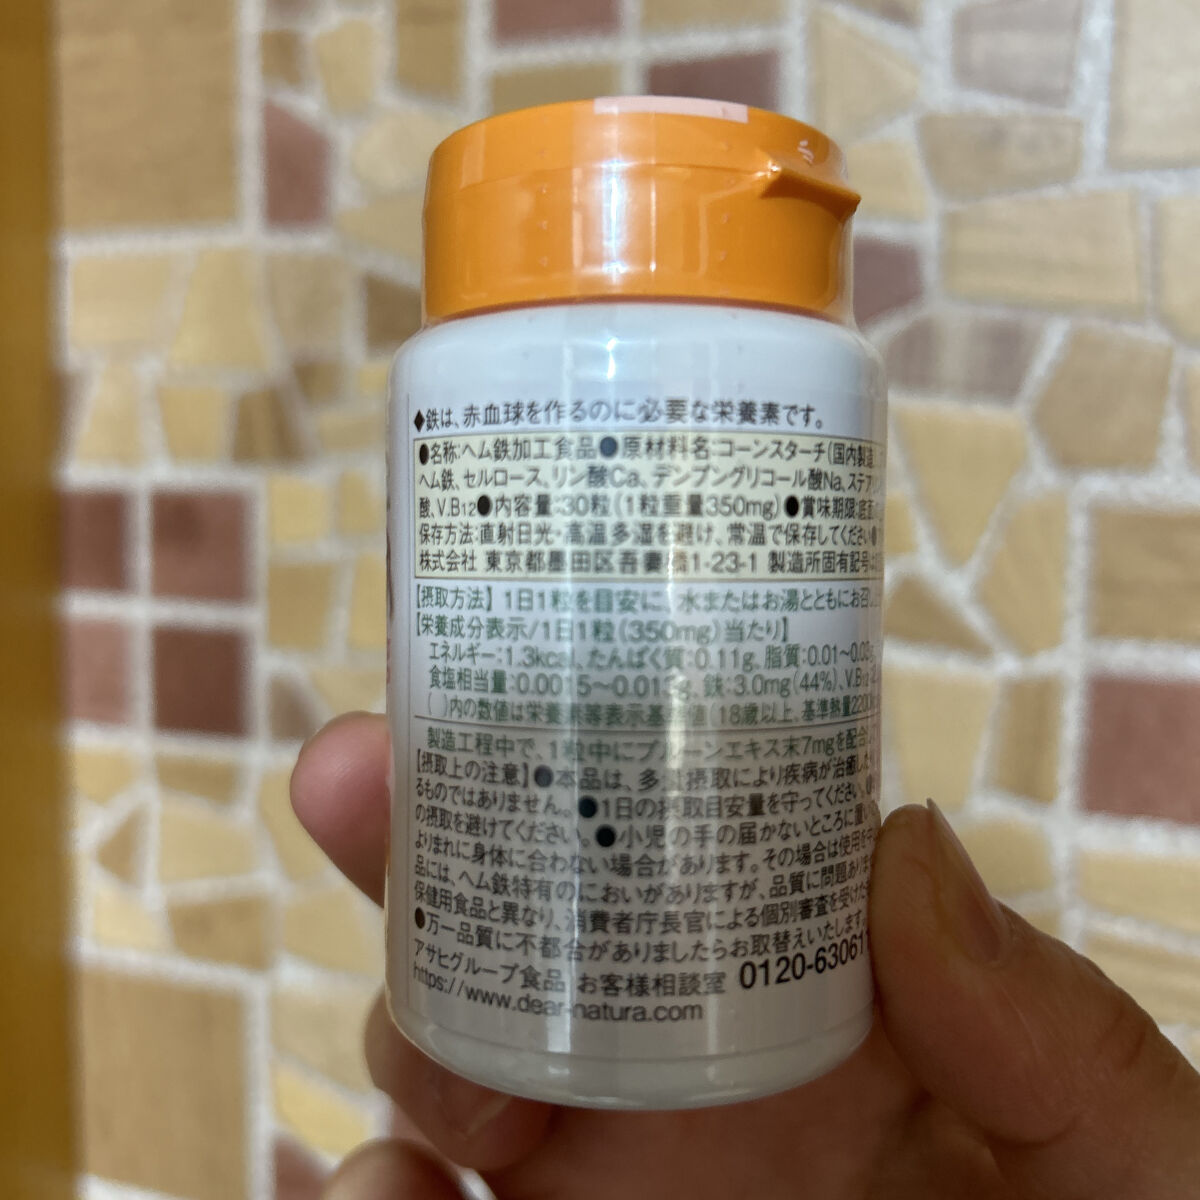 ◆鉄は、赤血球を作るのに必要な栄養素です。
●名称:ヘム鉄加工食品●原材料名:コーンスターチ(国内製造
ヘム鉄、セルロース、リン酸Ca、デンプングリコール酸Na、ステアリン
酸、V.B12●内容量:30粒(1粒重量350mg)●賞味期限:底面
保存方法:直射日光・高温多湿を避け、常温で保存してください●
株式会社 東京都墨田区吾妻橋1-23-1 製造所固有記号は
【摂取方法】 1日1粒を目安に、水またはお湯とともにお召し
【栄養成分表示/1日1粒(350mg)当たり】
エネルギー:1.3kcal、たんぱく質:0.11g、脂質:0.01〜0.03g、
食塩相当量:0.0015〜0.013g、鉄:3.0mg(44%)、V.B12
( )内の数値は栄養素等表示基準値(18歳以上、基準熱量2200
製造工程中で、1粒中にプルーンエキス末7mgを配合
【摂取上の注意】●本品は、多量摂取により疾病が治癒した
るものではありません。●1日の摂取目安量を守ってください。
の摂取を避けてください。●小児の手の届かないところに置い
よりまれに身体に合わない場合があります。その場合は使用を中
品には、ヘム鉄特有のにおいがありますが、品質に問題あり
保健用食品と異なり、消費者庁長官による個別審査を受けた
●万一品質に不都合がありましたらお取替えいたします。
アサヒグループ食品 お客様相談室 0120-630611
https://www.dear-natura.com